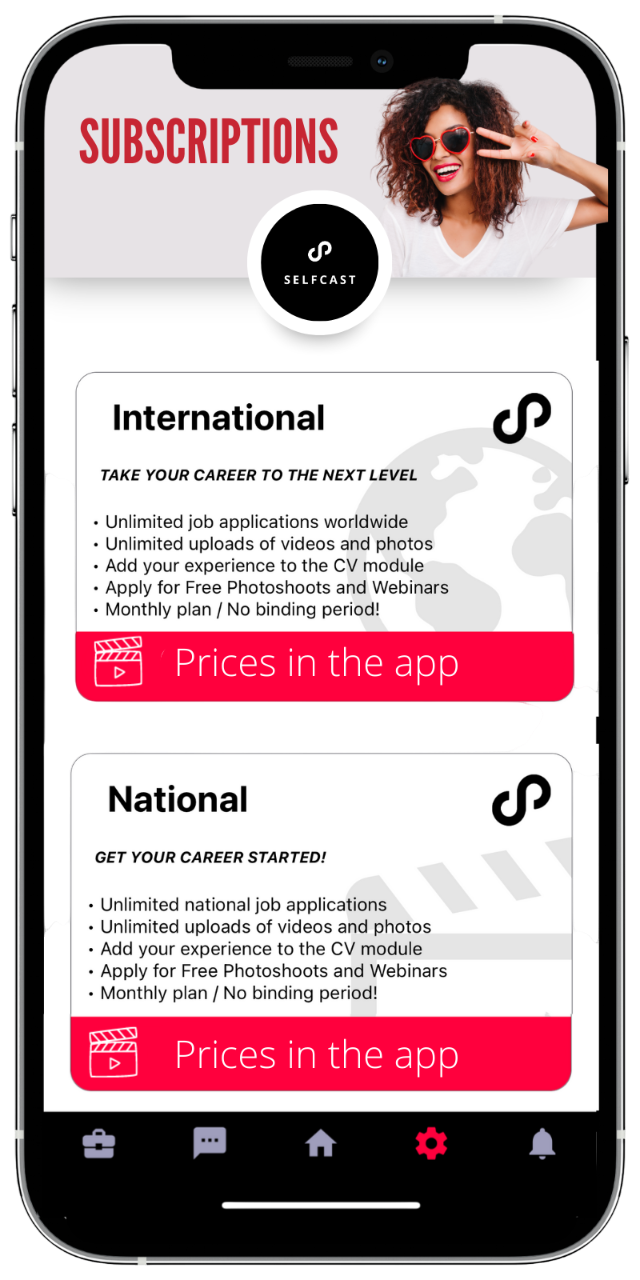 SUBSCRIPTIONS
SELFCAST
International
TAKE YOUR CAREER TO THE NEXT LEVEL
• Unlimited job applications worldwide
• Unlimited uploads of videos and photos
• Add your experience to the CV module
• Apply for Free Photoshoots and Webinars
• Monthly plan / No binding period!
Prices in the app
National
GET YOUR CAREER STARTED!
• Unlimited national job applications
• Unlimited uploads of videos and photos
• Add your experience to the CV module
• Apply for Free Photoshoots and Webinars
• Monthly plan / No binding period!
Prices in the app